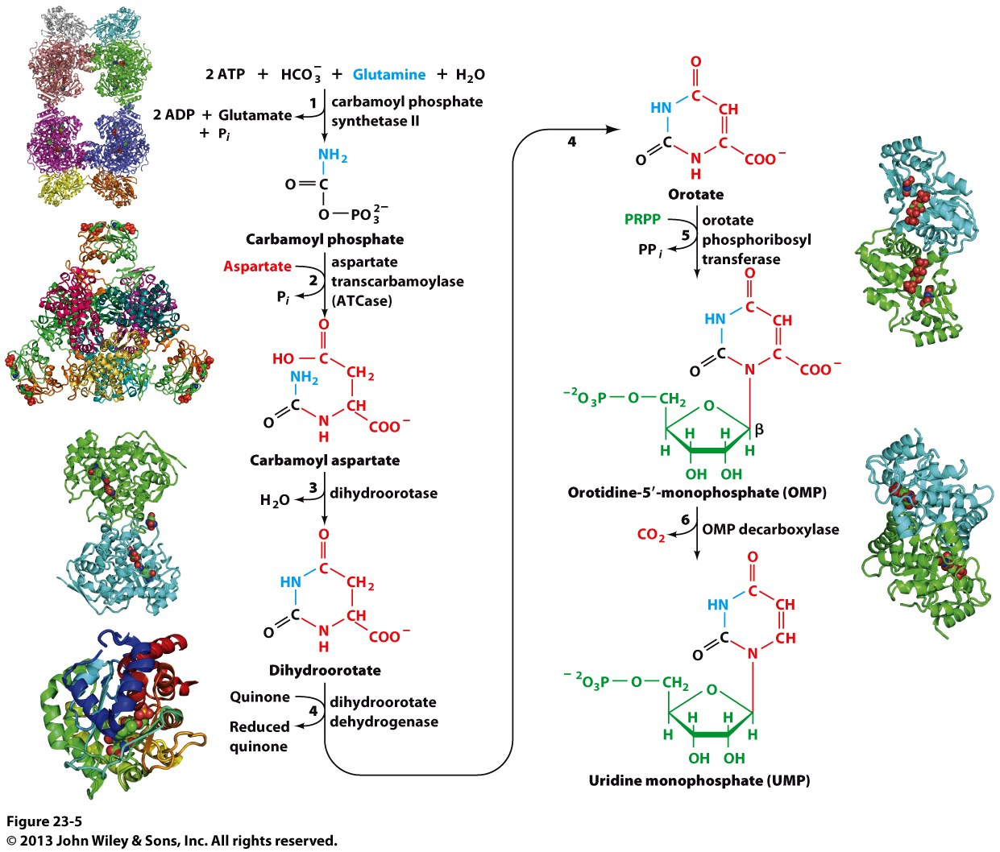 2 ATP + HCO3− + Glutamine + H2O
1 carbamoyl phosphate
synthetase II
2 ADP + Glutamate
+ Pi
NH2
O C
O PO3 2−
Carbamoyl phosphate
Aspartate
2
aspartate
transcarbamoylase
(ATCase)
Pi
O
HO C
NH2 CH2
C CH
O N COO−
H
Carbamoyl aspartate
H2O 3 dihydroorotase
O
C
HN CH2
C CH
O N COO−
H
Dihydroorotate
Quinone
4 dihydroorotate
dehydrogenase
Reduced
quinone
4
O
C
HN CH
C C
O N COO−
H
Orotate
PRPP
5 orotate
phosphoribosyl
transferase
PPi
O
C
HN CH
C C
O N COO−
−2O3P O CH2 O
H H H H β
OH OH
Orotidine-5′-monophosphate (OMP)
CO2 6 OMP decarboxylase
O
C
HN CH
C CH
O N
−2O3P O CH2 O
H H H H
OH OH
Uridine monophosphate (UMP)
Figure 23-5
© 2013 John Wiley & Sons, Inc. All rights reserved.